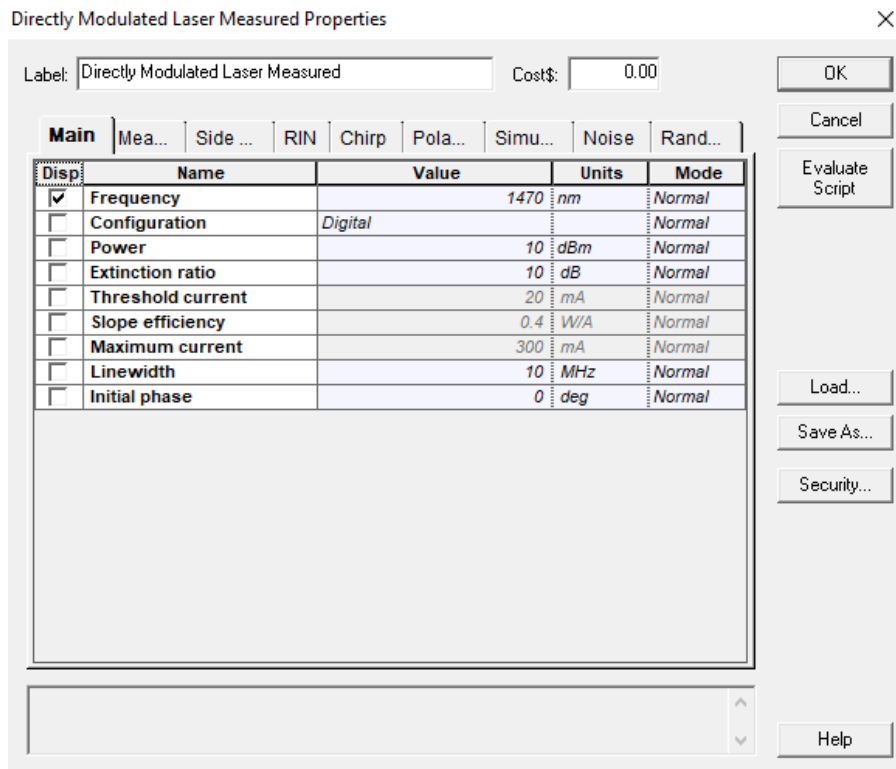 Directly Modulated Laser Measured Properties
Label: Directly Modulated Laser Measured Cost$: 0.00 OK
Cancel
Main Mea... Side ... RIN Chirp Pola... Simu... Noise Rand...
Evaluate Script
Disp Name Value Units Mode
Frequency 1470 nm Normal
Configuration Digital Normal
Power 10 dBm Normal
Extinction ratio 10 dB Normal
Threshold current 20 mA Normal
Slope efficiency 0.4 W/A Normal
Maximum current 300 mA Normal
Linewidth 10 MHz Normal
Initial phase 0 deg Normal
Load...
Save As...
Security...
Help